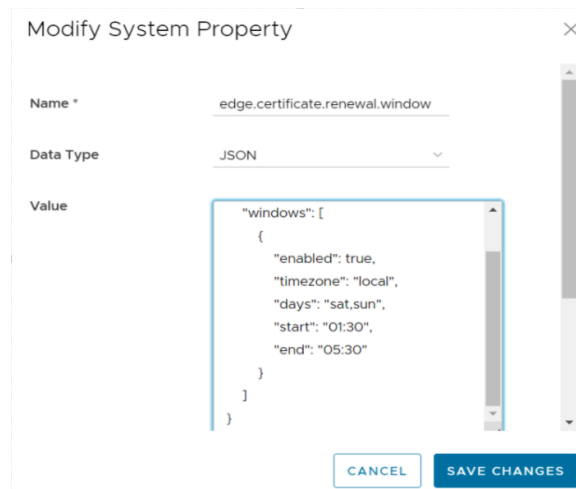 Modify System Property
Name *
edge.certificate.renewal.window
Data Type
JSON
Value
"windows": [
{
"enabled": true,
"timezone": "local",
"days": "sat,sun",
"start": "01:30",
"end": "05:30"
}
]
}
CANCEL
SAVE CHANGES